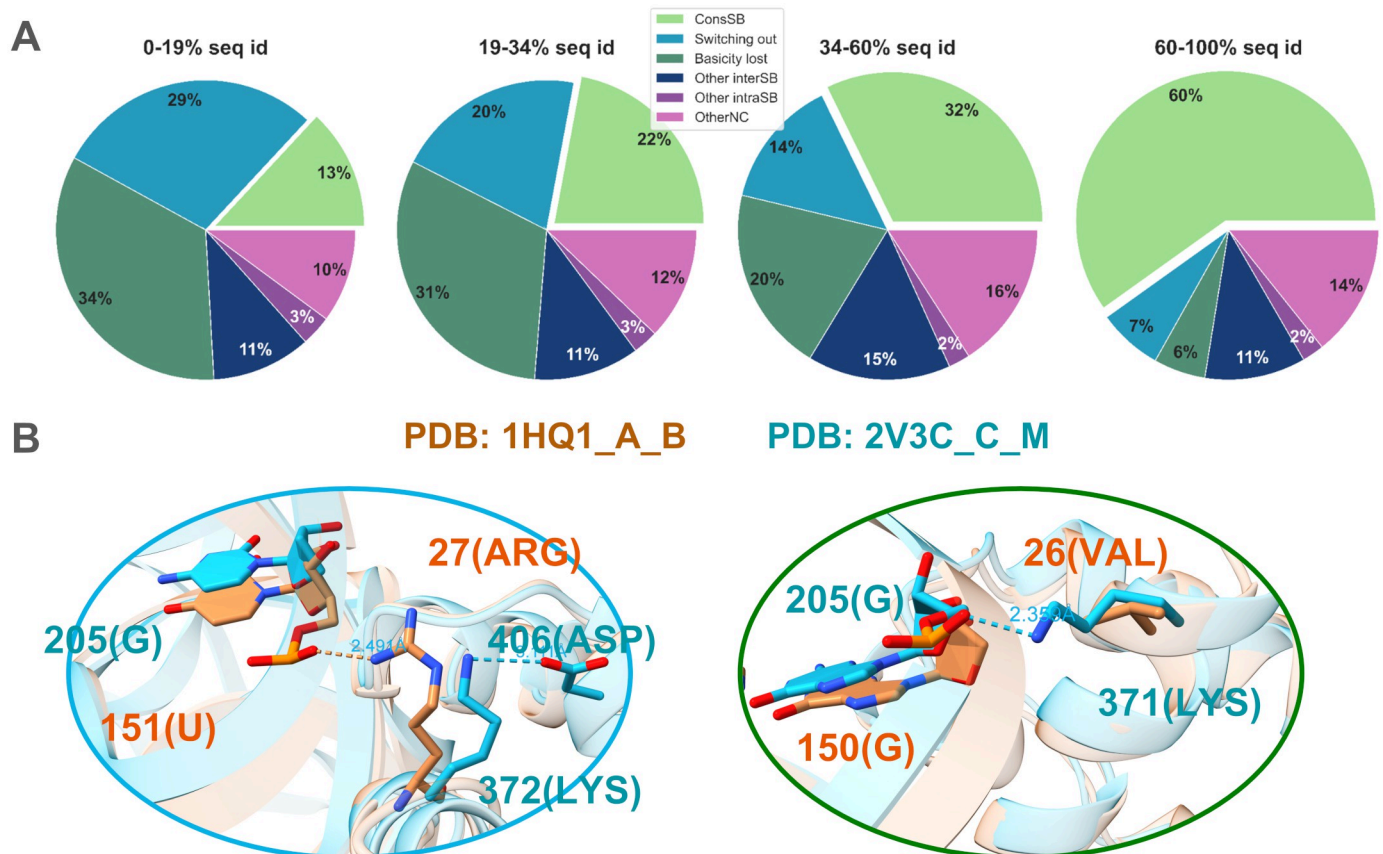 A
ConsSB
Switching out
Basicity lost
Other interSB
Other intraSB
OtherNC
0-19% seq id
19-34% seq id
34-60% seq id
60-100% seq id
29%
13%
34%
11%
3%
10%
20%
22%
31%
11%
3%
12%
14%
32%
20%
15%
2%
16%
60%
7%
6%
11%
2%
14%
B
PDB: 1HQ1_A_B
PDB: 2V3C_C_M
27(ARG)
205(G)
2.491Å
406(ASP)
151(U)
372(LYS)
26(VAL)
205(G)
371(LYS)
150(G)